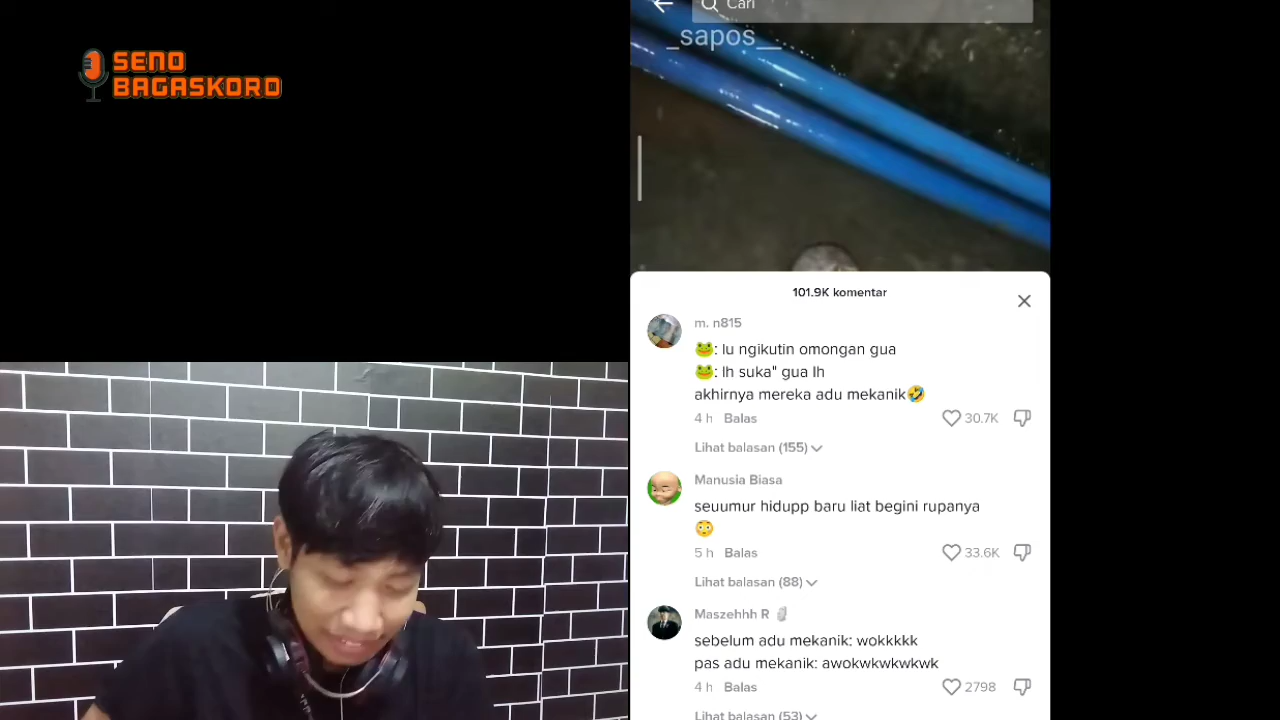 SENO
BAGASKORO
Cari
_sapos__
101.9K komentar
m. n815
🐸: lu ngikutin omongan gua
🐸: lh suka" gua lh
akhirnya mereka adu mekanik🤣
4 h Balas
30.7K
Lihat balasan (155)
Manusia Biasa
seuumur hidupp baru liat begini rupanya
😳
5 h Balas
33.6K
Lihat balasan (88)
Maszehhh R 🗿
sebelum adu mekanik: wokkkkk
pas adu mekanik: awokwkwkwkwk
4 h Balas
2798
Lihat balasan (53)